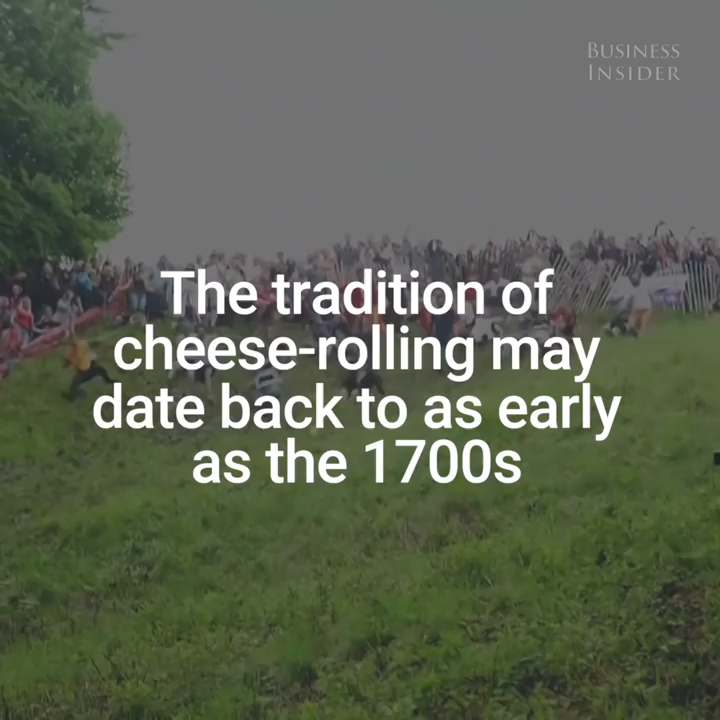 BUSINESS
INSIDER
The tradition of
cheese-rolling may
date back to as early
as the 1700s